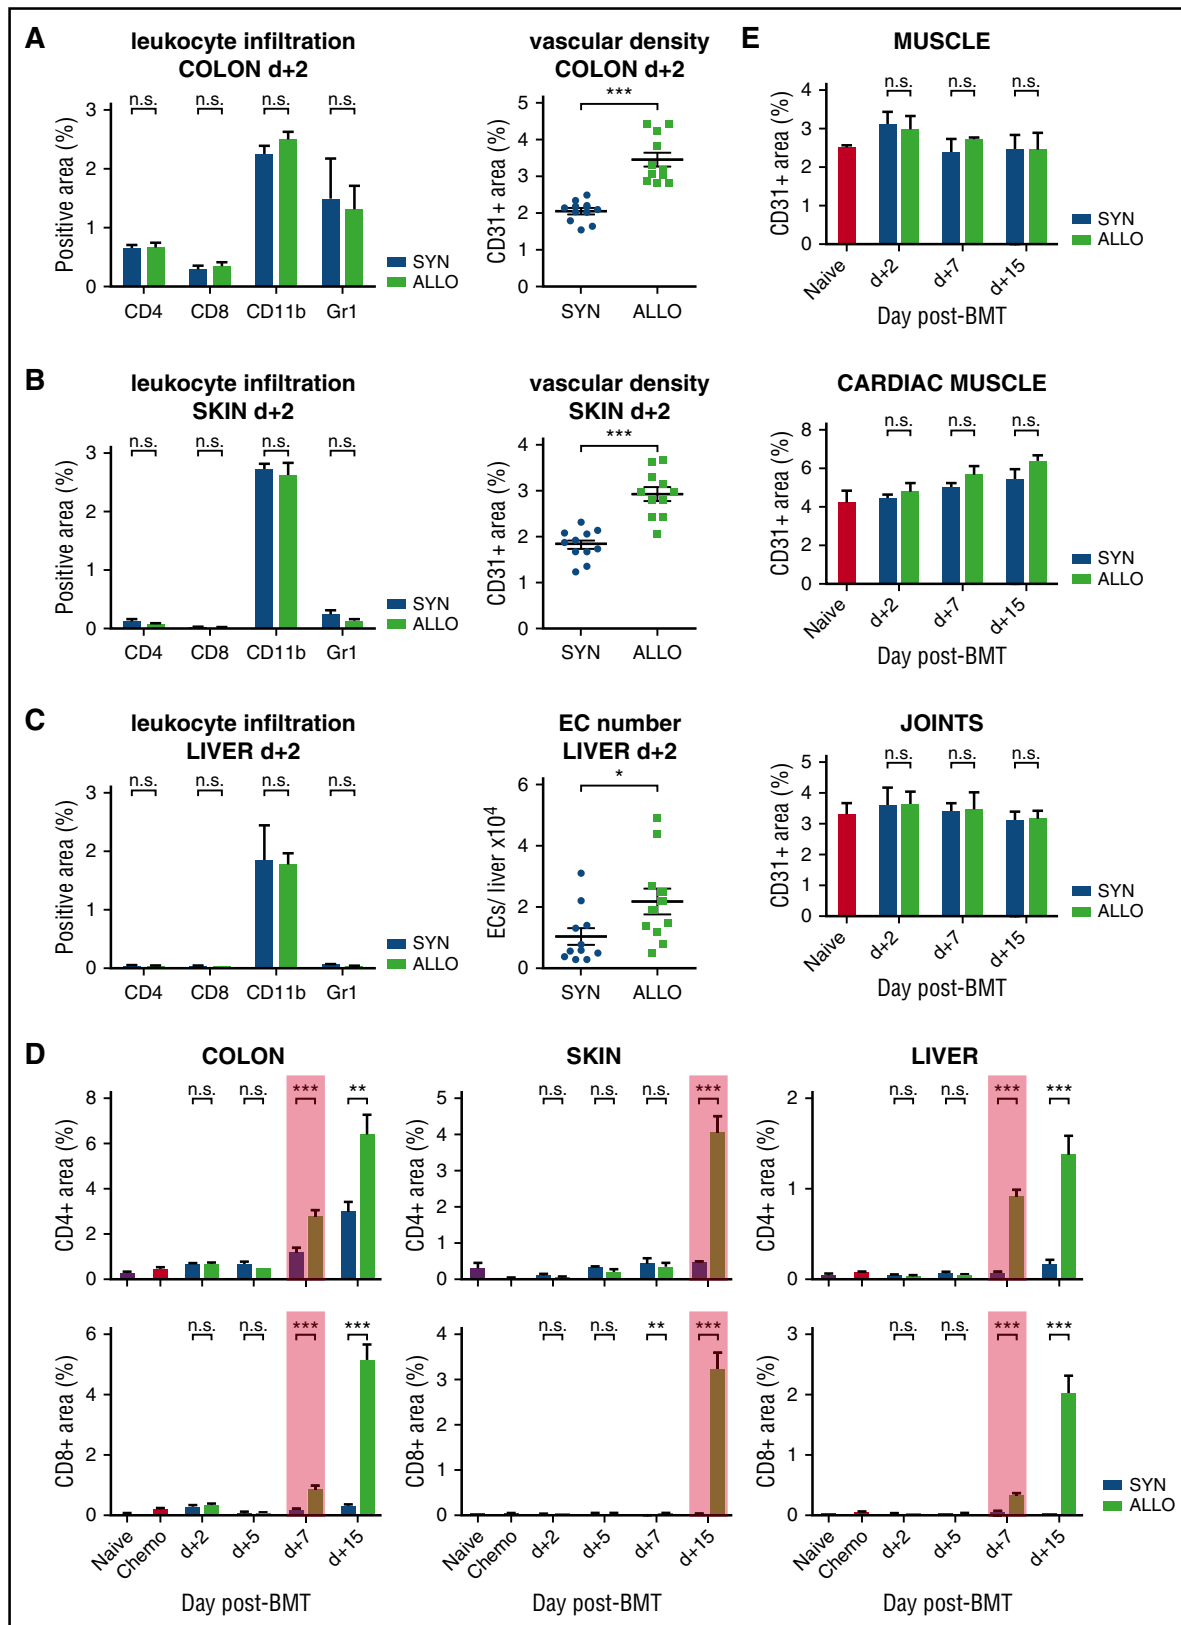 A
leukocyte infiltration
COLON d+2
Positive area (%)
3
2
1
0
n.s.
n.s.
n.s.
n.s.
CD4
CD8
CD11b
Gr1
SYN
ALLO
vascular density
COLON d+2
CD31+ area (%)
5
4
3
2
1
0
***
SYN
ALLO
E
MUSCLE
CD31+ area (%)
4
3
2
1
0
n.s.
n.s.
n.s.
Naive
d+2
d+7
d+15
Day post-BMT
SYN
ALLO
B
leukocyte infiltration
SKIN d+2
Positive area (%)
3
2
1
0
n.s.
n.s.
n.s.
n.s.
CD4
CD8
CD11b
Gr1
SYN
ALLO
vascular density
SKIN d+2
CD31+ area (%)
4
3
2
1
0
***
SYN
ALLO
CARDIAC MUSCLE
CD31+ area (%)
8
6
4
2
0
n.s.
n.s.
n.s.
Naive
d+2
d+7
d+15
Day post-BMT
SYN
ALLO
C
leukocyte infiltration
LIVER d+2
Positive area (%)
3
2
1
0
n.s.
n.s.
n.s.
n.s.
CD4
CD8
CD11b
Gr1
SYN
ALLO
EC number
LIVER d+2
ECs/ liver x10⁴
6
4
2
0
*
SYN
ALLO
JOINTS
CD31+ area (%)
5
4
3
2
1
0
n.s.
n.s.
n.s.
Naive
d+2
d+7
d+15
Day post-BMT
SYN
ALLO
D
COLON
CD4+ area (%)
8
6
4
2
0
n.s.
n.s.
***
**
SKIN
CD4+ area (%)
5
4
3
2
1
0
n.s.
n.s.
n.s.
***
LIVER
CD4+ area (%)
2
1
0
n.s.
n.s.
***
***
CD8+ area (%)
6
4
2
0
n.s.
n.s.
***
***
Naive
Chemo
d+2
d+5
d+7
d+15
Day post-BMT
CD8+ area (%)
4
3
2
1
0
n.s.
n.s.
**
***
Naive
Chemo
d+2
d+5
d+7
d+15
Day post-BMT
CD8+ area (%)
3
2
1
0
n.s.
n.s.
***
***
Naive
Chemo
d+2
d+5
d+7
d+15
Day post-BMT
SYN
ALLO